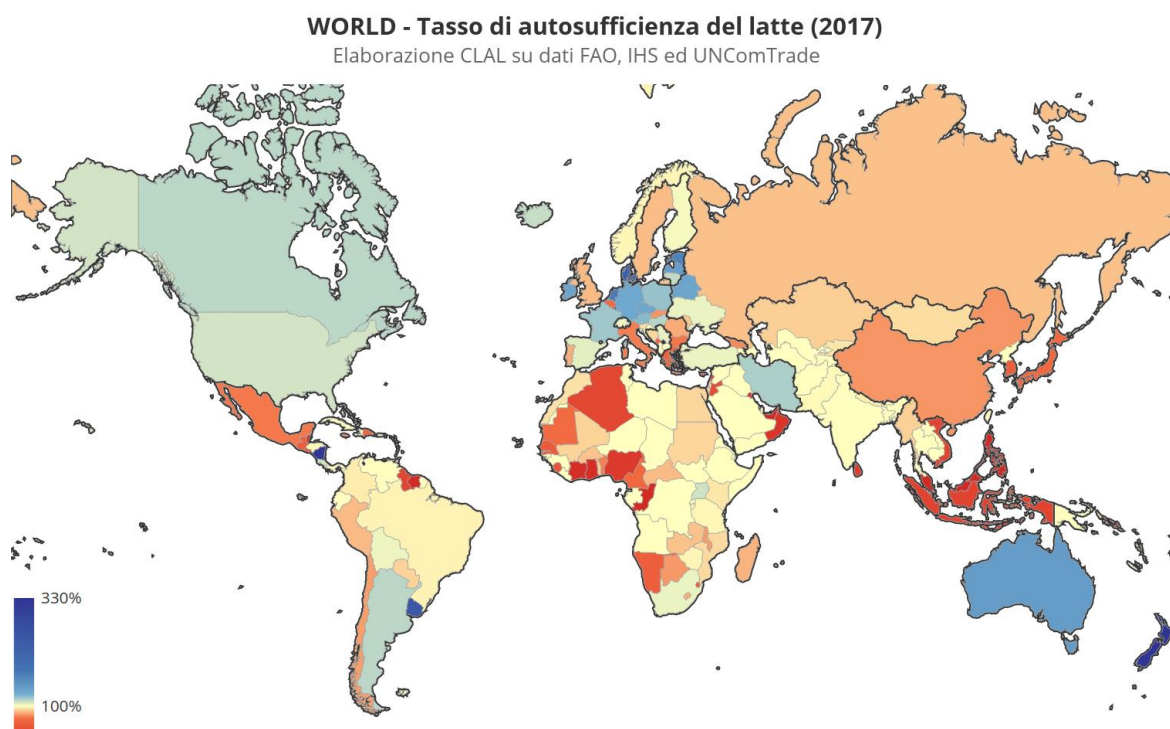 WORLD - Tasso di autosufficienza del latte (2017)
Elaborazione CLAL su dati FAO, IHS ed UNComTrade
330%
100%